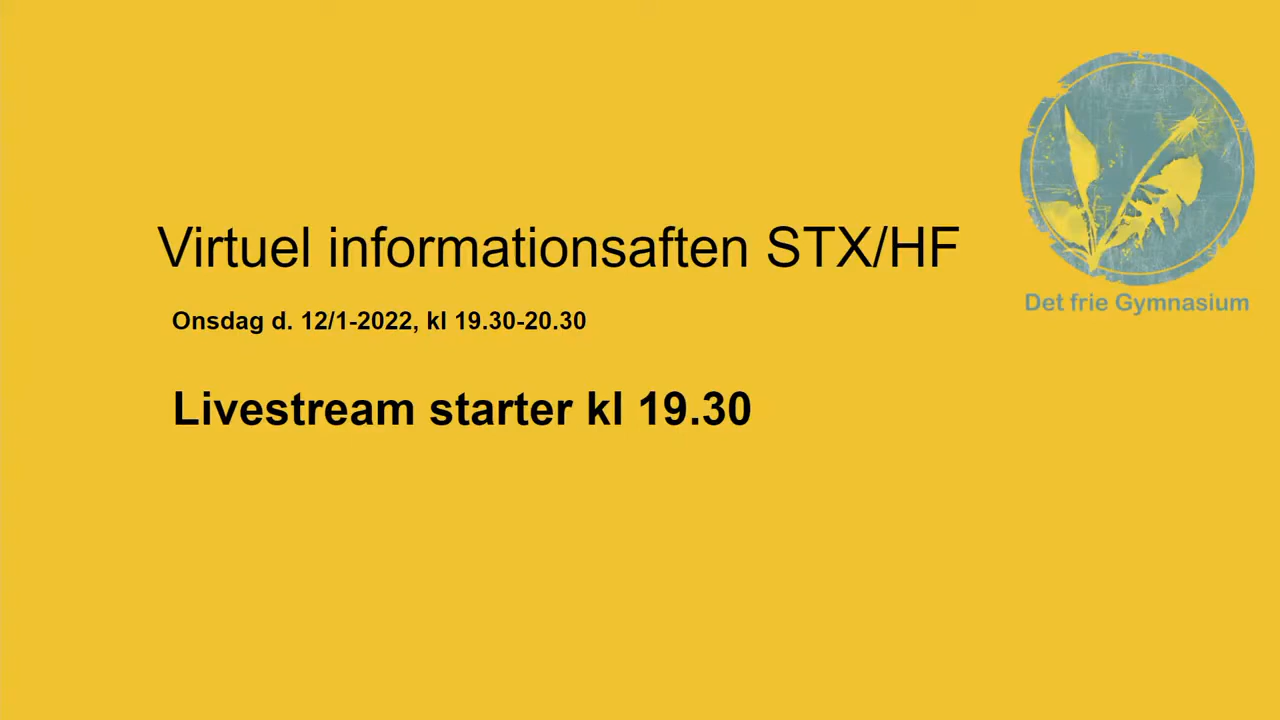 Virtuel informationsaften STX/HF
Onsdag d. 12/1-2022, kl 19.30-20.30
Livestream starter kl 19.30
Det frie Gymnasium